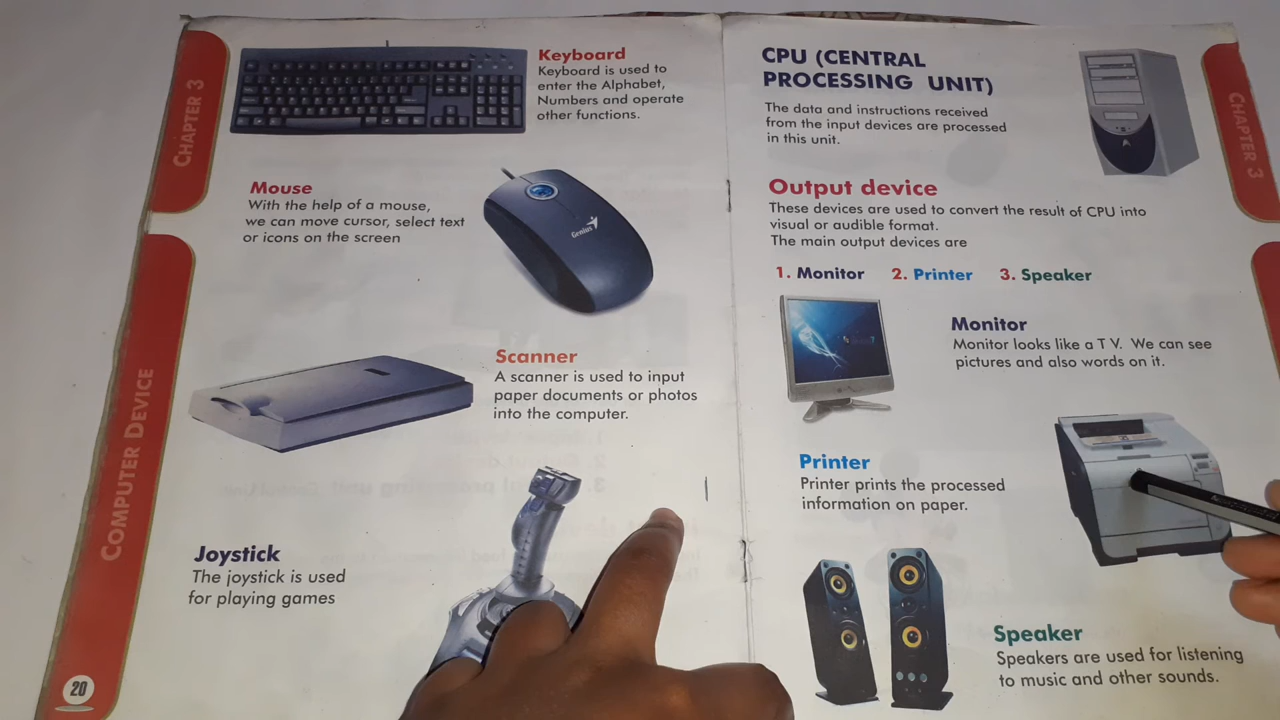 CHAPTER 3
Keyboard
Keyboard is used to
enter the Alphabet,
Numbers and operate
other functions.
Mouse
With the help of a mouse,
we can move cursor, select text
or icons on the screen
Genius
COMPUTER DEVICE
Scanner
A scanner is used to input
paper documents or photos
into the computer.
Joystick
The joystick is used
for playing games
20
CPU (CENTRAL
PROCESSING UNIT)
The data and instructions received
from the input devices are processed
in this unit.
CHAPTER 3
Output device
These devices are used to convert the result of CPU into
visual or audible format.
The main output devices are
1. Monitor 2. Printer 3. Speaker
Monitor
Monitor looks like a T V. We can see
pictures and also words on it.
Printer
Printer prints the processed
information on paper.
Speaker
Speakers are used for listening
to music and other sounds.